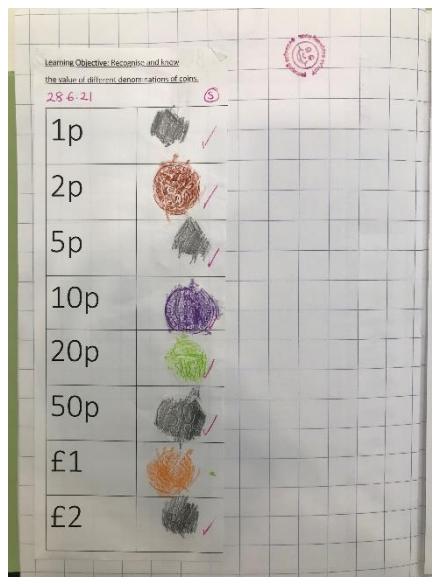 Learning Objective: Recognise and know
the value of different denominations of coins.
28·6·21 S
1p
2p
5p
10p
20p
50p
£1
£2